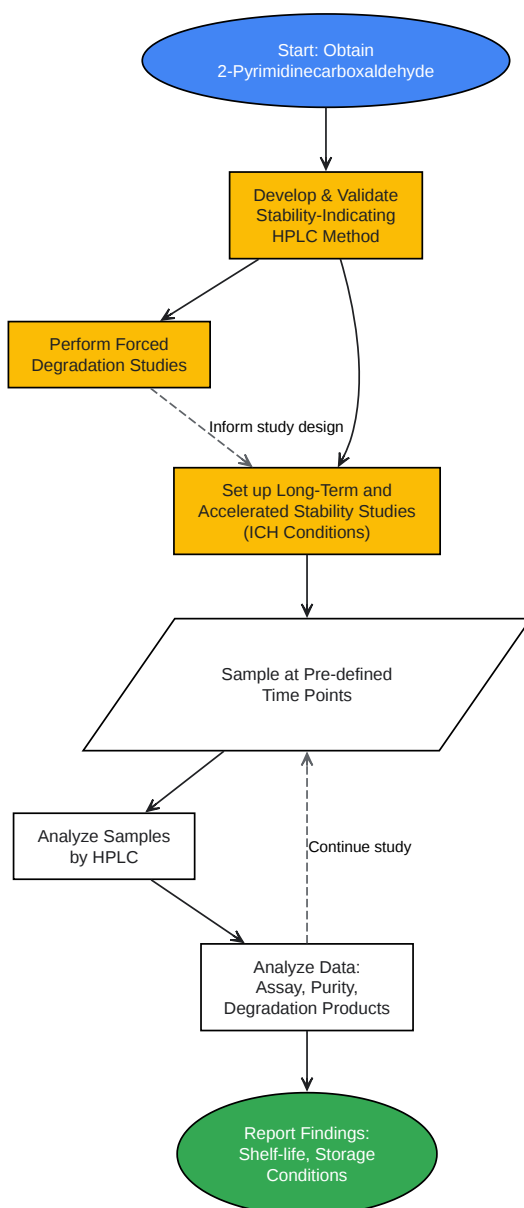 Start: Obtain
2-Pyrimidinecarboxaldehyde
Develop & Validate
Stability-Indicating
HPLC Method
Perform Forced
Degradation Studies
Inform study design
Set up Long-Term and
Accelerated Stability Studies
(ICH Conditions)
Sample at Pre-defined
Time Points
Analyze Samples
by HPLC
Continue study
Analyze Data:
Assay, Purity,
Degradation Products
Report Findings:
Shelf-life, Storage
Conditions